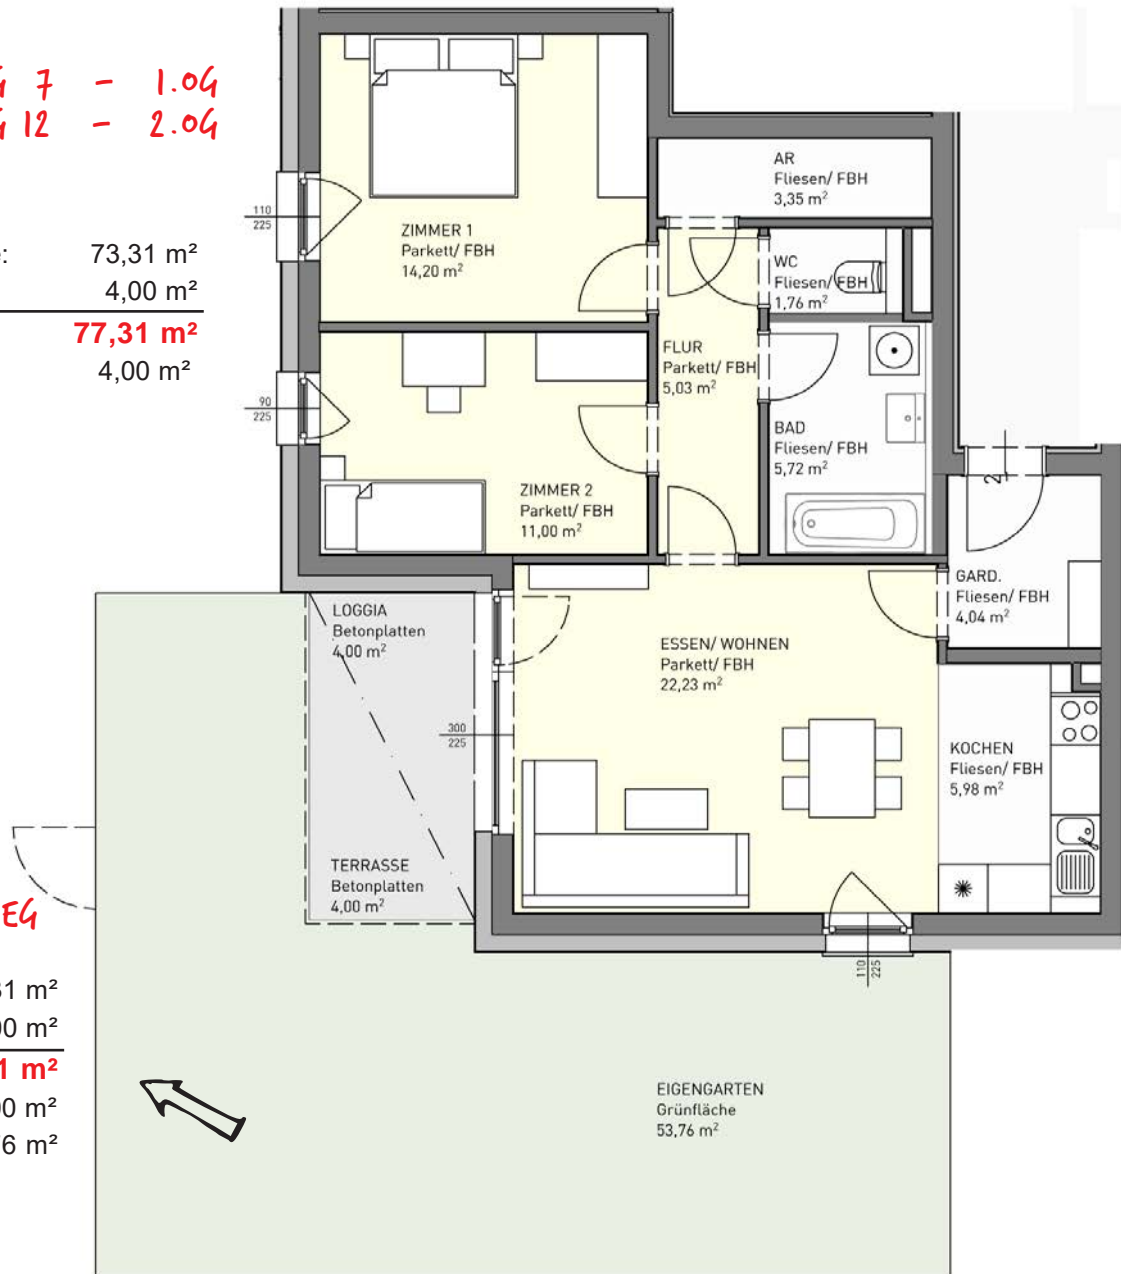 G 7 - 1.OG
G 12 - 2.OG
e: 73,31 m²
4,00 m²
77,31 m²
4,00 m²
110
225
90
225
ZIMMER 1
Parkett/ FBH
14,20 m²
AR
Fliesen/ FBH
3,35 m²
WC
Fliesen/ FBH
1,76 m²
FLUR
Parkett/ FBH
5,03 m²
BAD
Fliesen/ FBH
5,72 m²
ZIMMER 2
Parkett/ FBH
11,00 m²
2
GARD.
Fliesen/ FBH
4,04 m²
LOGGIA
Betonplatten
4,00 m²
ESSEN/ WOHNEN
Parkett/ FBH
22,23 m²
300
225
KOCHEN
Fliesen/ FBH
5,98 m²
TERRASSE
Betonplatten
4,00 m²
110
225
EG
31 m²
00 m²
1 m²
00 m²
76 m²
EIGENGARTEN
Grünfläche
53,76 m²